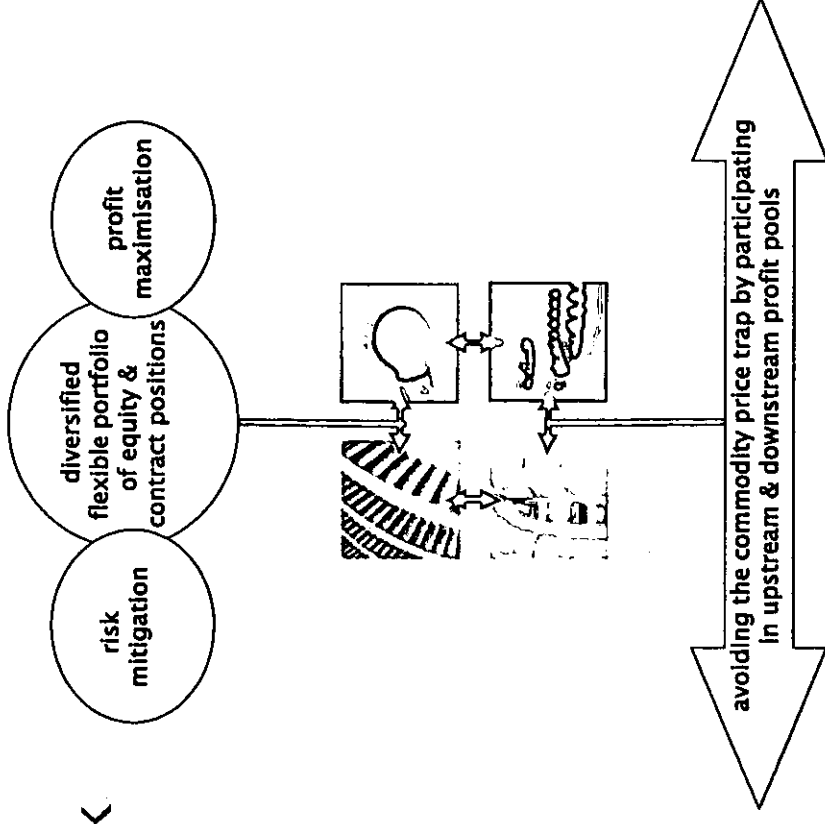 risk
mitigation
diversified
flexible portfolio
of equity &
contract positions
profit
maximisation
avoiding the commodity price trap by participating
in upstream & downstream profit pools